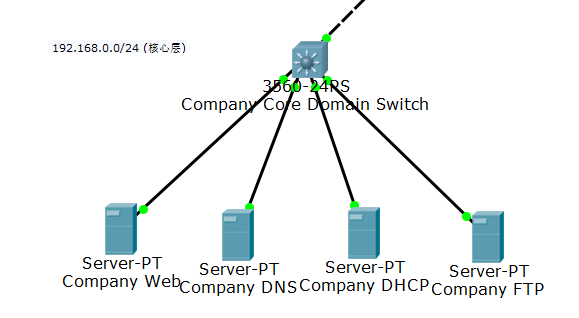 192.168.0.0/24 (核心层)
3560-24PS
Company Core Domain Switch
Server-PT
Company Web
Server-PT
Company DNS
Server-PT
Company DHCP
Server-PT
Company FTP